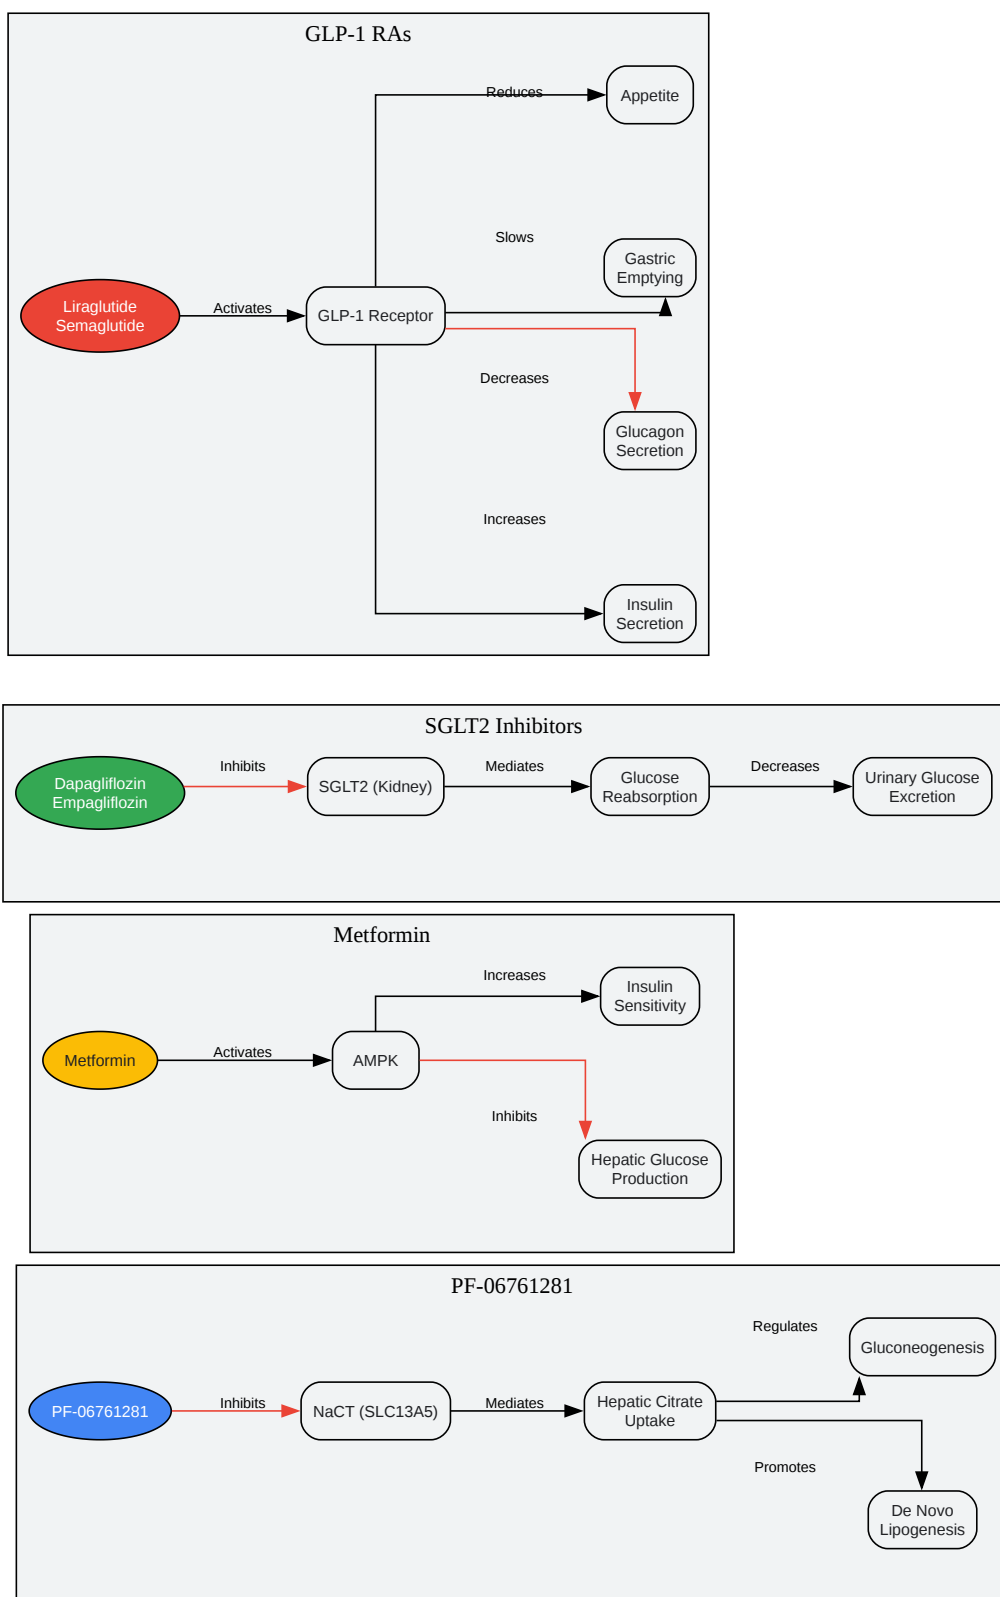 GLP-1 RAs
Reduces
Appetite
Slows
Gastric
Emptying
Liraglutide
Semaglutide
Activates
GLP-1 Receptor
Decreases
Glucagon
Secretion
Increases
Insulin
Secretion
SGLT2 Inhibitors
Dapagliflozin
Empagliflozin
Inhibits
SGLT2 (Kidney)
Mediates
Glucose
Reabsorption
Decreases
Urinary Glucose
Excretion
Metformin
Increases
Insulin
Sensitivity
Metformin
Activates
AMPK
Inhibits
Hepatic Glucose
Production
PF-06761281
Regulates
Gluconeogenesis
PF-06761281
Inhibits
NaCT (SLC13A5)
Mediates
Hepatic Citrate
Uptake
Promotes
De Novo
Lipogenesis